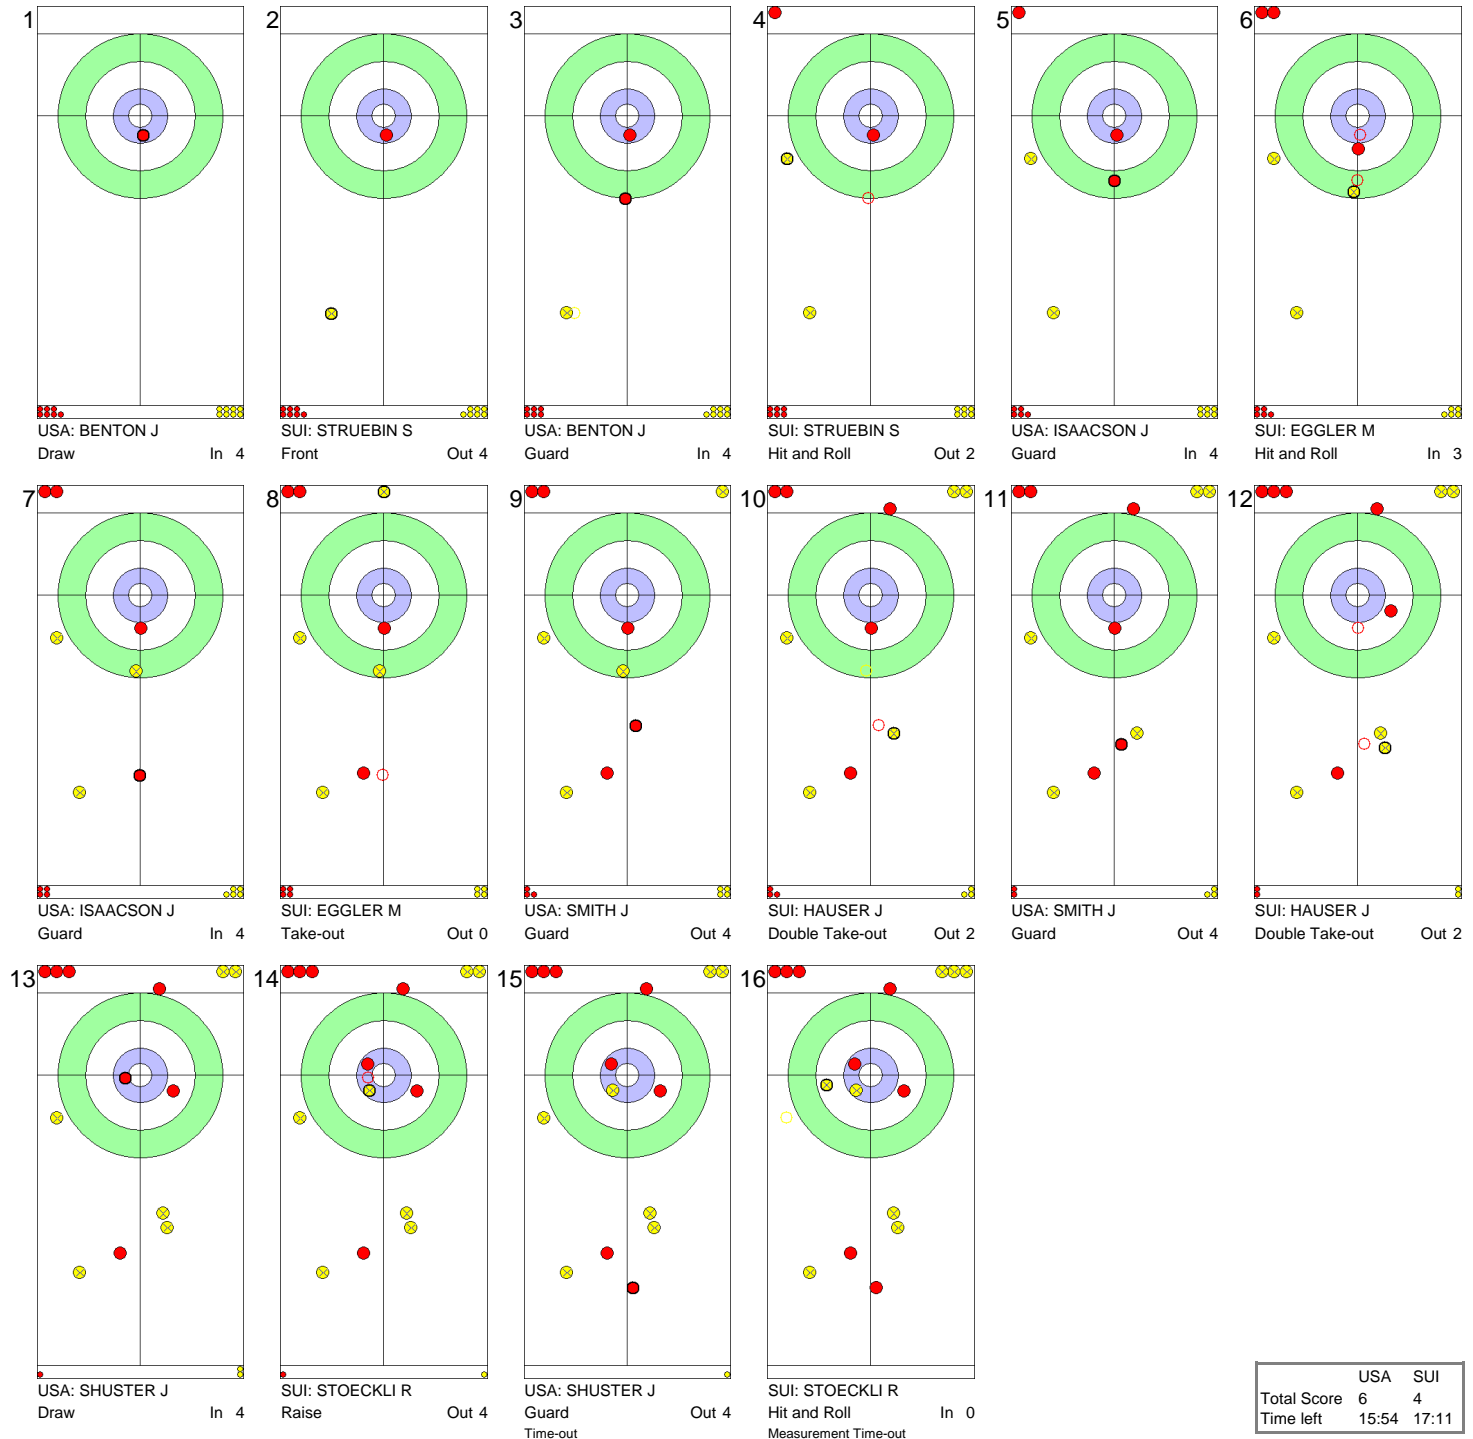 1
USA: BENTON J
Draw In 4
2
SUI: STRUEBIN S
Front Out 4
3
USA: BENTON J
Guard In 4
4
SUI: STRUEBIN S
Hit and Roll Out 2
5
USA: ISAACSON J
Guard In 4
6
SUI: EGGLER M
Hit and Roll In 3
7
USA: ISAACSON J
Guard In 4
8
SUI: EGGLER M
Take-out Out 0
9
USA: SMITH J
Guard Out 4
10
SUI: HAUSER J
Double Take-out Out 2
11
USA: SMITH J
Guard Out 4
12
SUI: HAUSER J
Double Take-out Out 2
13
USA: SHUSTER J
Draw In 4
14
SUI: STOECKLI R
Raise Out 4
15
USA: SHUSTER J
Guard Out 4
Time-out
16
SUI: STOECKLI R
Hit and Roll In 0
Measurement Time-out
USA SUI
Total Score 6 4
Time left 15:54 17:11